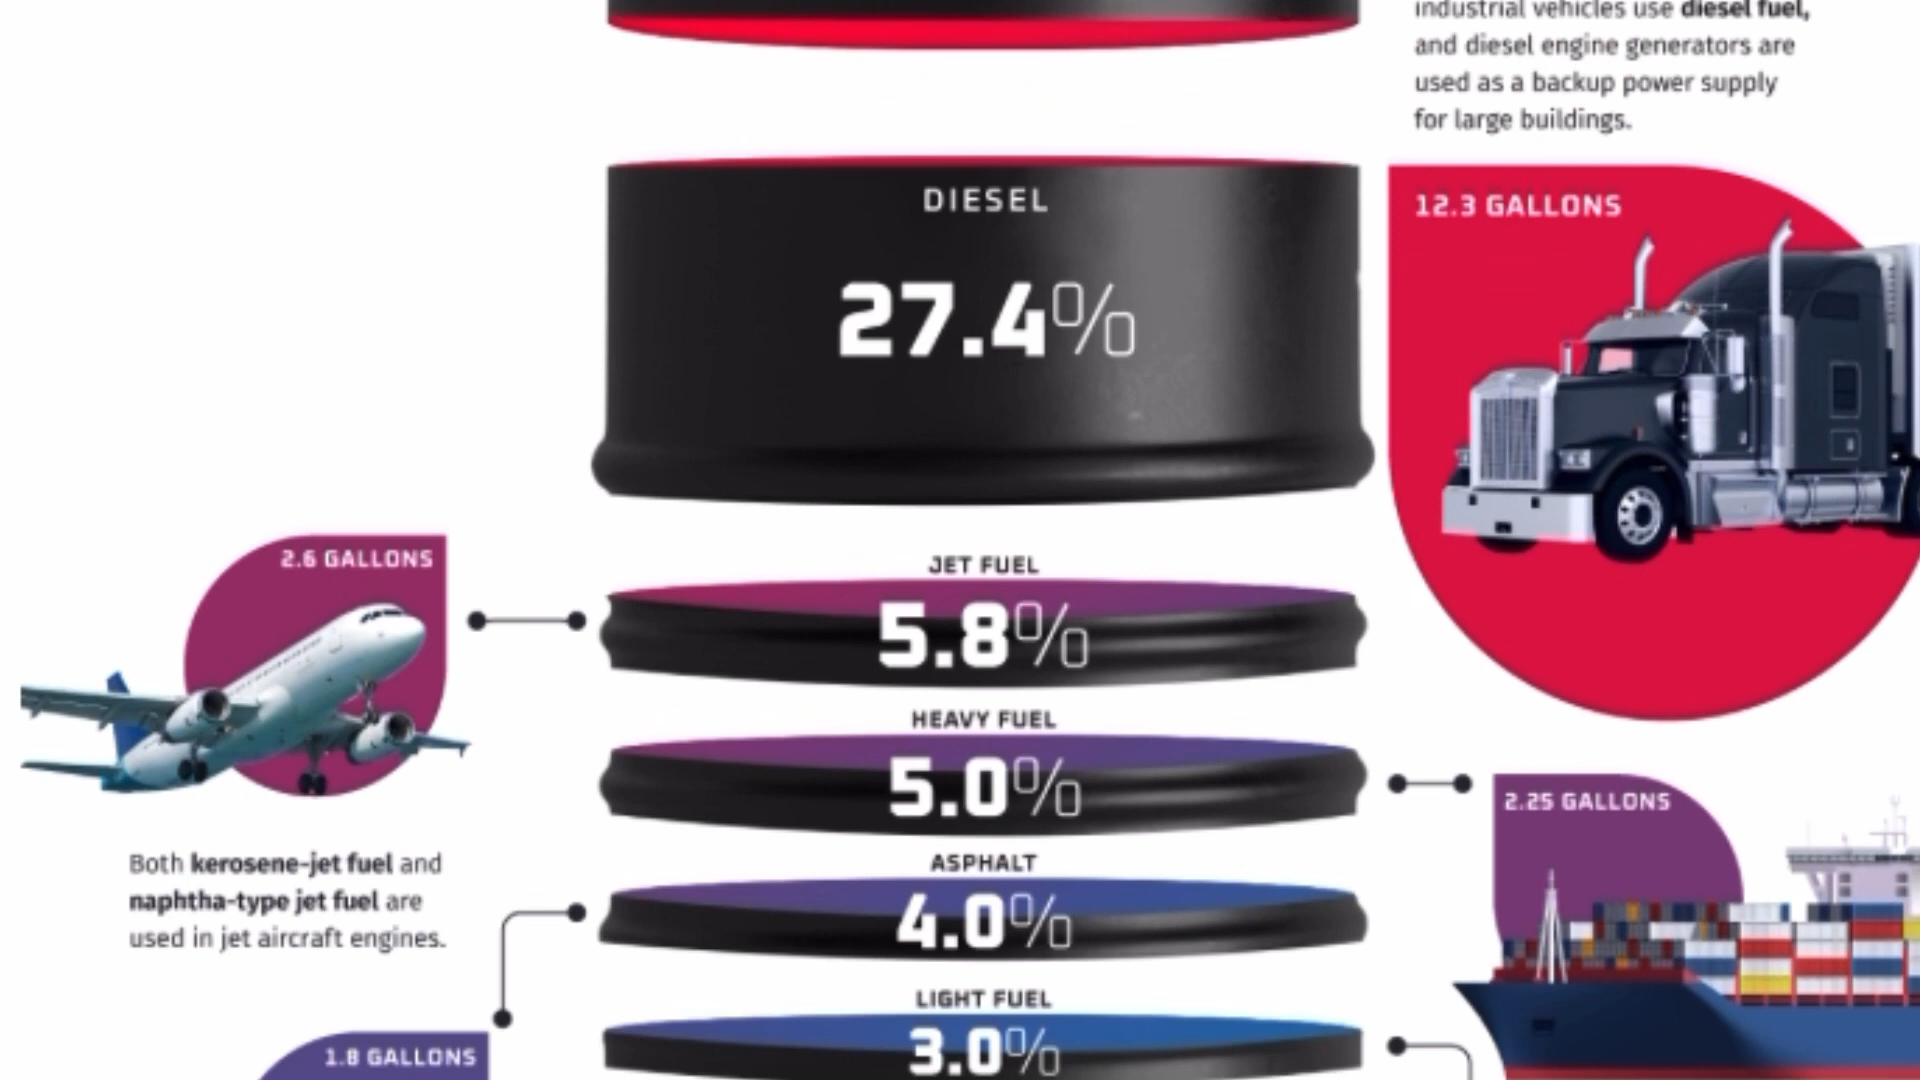 industrial vehicles use diesel fuel,
and diesel engine generators are
used as a backup power supply
for large buildings.
DIESEL
27.4%
12.3 GALLONS
2.6 GALLONS
JET FUEL
5.8%
Both kerosene-jet fuel and
naphtha-type jet fuel are
used in jet aircraft engines.
HEAVY FUEL
5.0%
2.25 GALLONS
ASPHALT
4.0%
1.8 GALLONS
LIGHT FUEL
3.0%